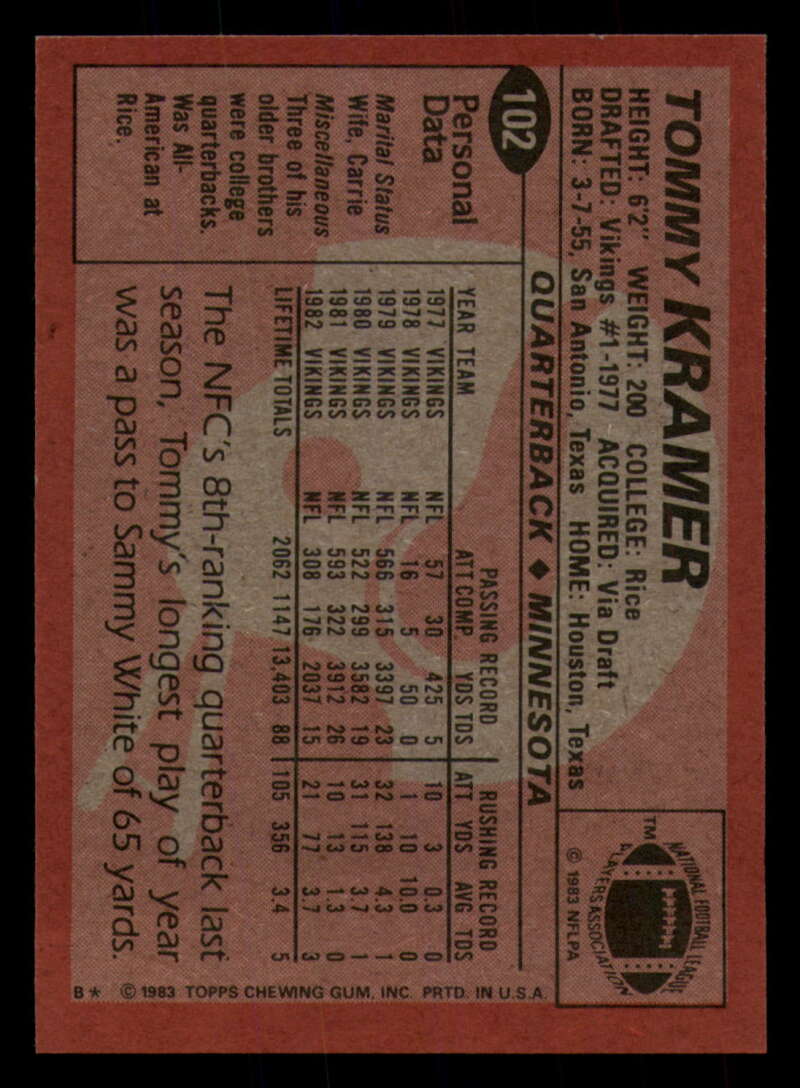 TOMMY KRAMER
HEIGHT: 6'2" WEIGHT: 200 COLLEGE: Rice
DRAFTED: Vikings #1-1977 ACQUIRED: Via Draft
BORN: 3-7-55, San Antonio, Texas HOME: Houston, Texas
NATIONAL FOOTBALL LEAGUE
PLAYERS ASSOCIATION
TM
© 1983 NFLPA
102
QUARTERBACK ♦ MINNESOTA
Personal
Data
Marital Status
Wife, Carrie
Miscellaneous
Three of his
older brothers
were college
quarterbacks.
Was All-
American at
Rice.
PASSING RECORD RUSHING RECORD
YEAR TEAM ATT COMP. YDS TDS ATT YDS AVG TDS
1977 VIKINGS NFL 57 30 425 5 10 3 0.3 0
1978 VIKINGS NFL 16 5 50 0 1 10 10.0 0
1979 VIKINGS NFL 566 315 3397 23 32 138 4.3 1
1980 VIKINGS NFL 522 299 3582 19 31 115 3.7 1
1981 VIKINGS NFL 593 322 3912 26 10 13 1.3 0
1982 VIKINGS NFL 308 176 2037 15 21 77 3.7 3
LIFETIME TOTALS 2062 1147 13,403 88 105 356 3.4 5
The NFC's 8th-ranking quarterback last
season, Tommy's longest play of year
was a pass to Sammy White of 65 yards.
B* © 1983 TOPPS CHEWING GUM, INC. PRTD. IN U.S.A.